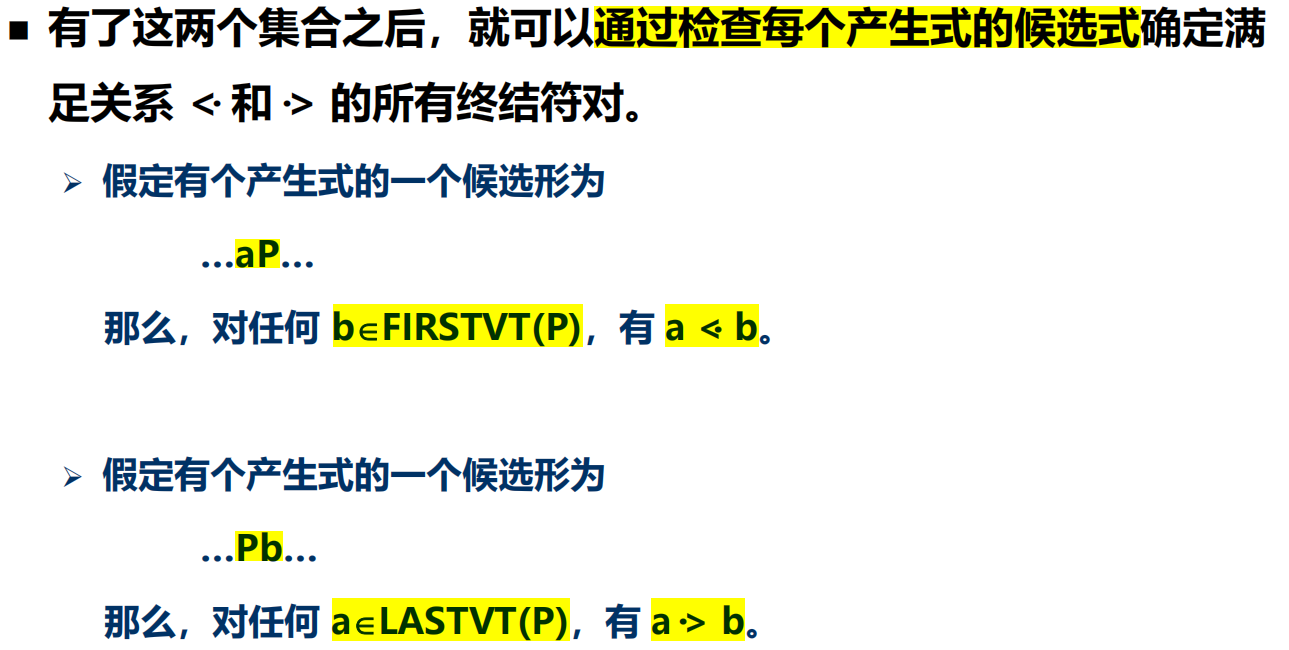 ■ 有了这两个集合之后，就可以通过检查每个产生式的候选式确定满
足关系 ⋖ 和 ⋗ 的所有终结符对。
➢ 假定有个产生式的一个候选形为
…aP…
那么，对任何 b∈FIRSTVT(P)，有 a ⋖ b。
➢ 假定有个产生式的一个候选形为
…Pb…
那么，对任何 a∈LASTVT(P)，有 a ⋗ b。